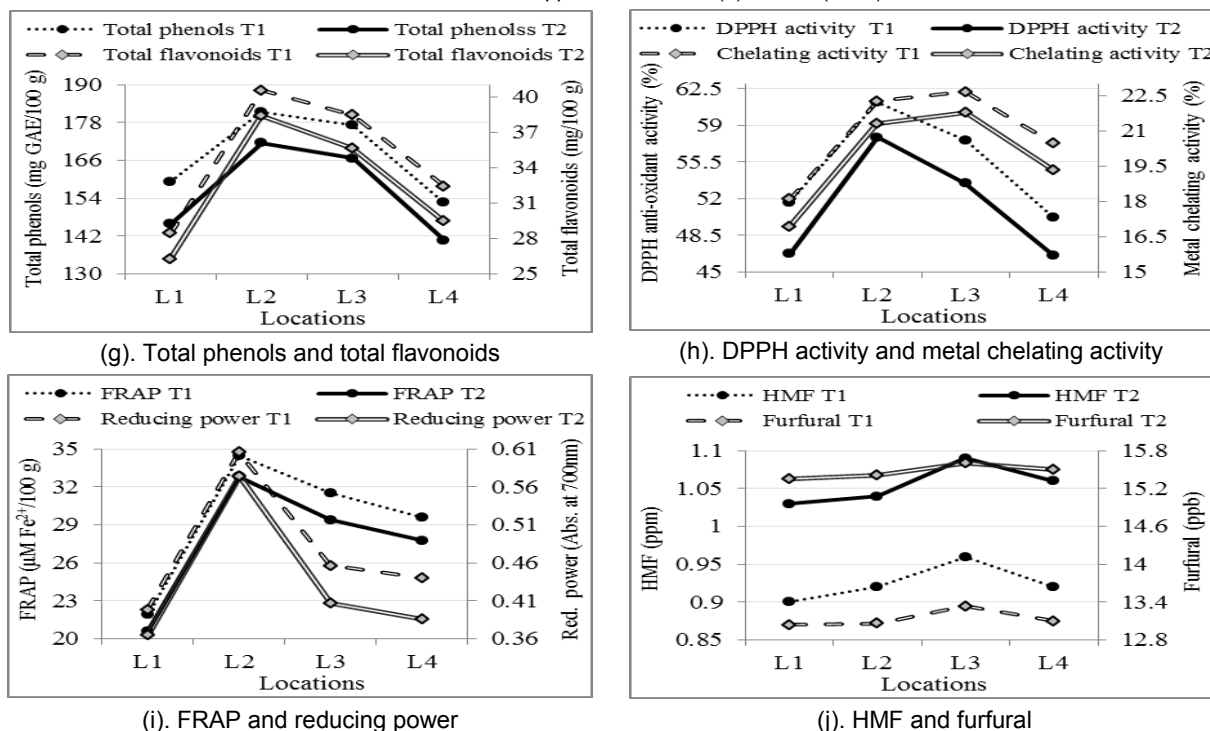 Total phenols T1 Total phenolss T2
Total flavonoids T1 Total flavonoids T2
Total phenols (mg GAE/100 g)
190
178
166
154
142
130
40
37
34
31
28
25
Total flavonoids (mg/100 g)
L1 L2 L3 L4
Locations
(g). Total phenols and total flavonoids
DPPH activity T1 DPPH activity T2
Chelating activity T1 Chelating activity T2
DPPH anti-oxidant activity (%)
62.5
59
55.5
52
48.5
45
22.5
21
19.5
18
16.5
15
Metal chelating activity (%)
L1 L2 L3 L4
Locations
(h). DPPH activity and metal chelating activity
FRAP T1 FRAP T2
Reducing power T1 Reducing power T2
FRAP (µM Fe²⁺/100 g)
35
32
29
26
23
20
0.61
0.56
0.51
0.46
0.41
0.36
Red. power (Abs. at 700nm)
L1 L2 L3 L4
Locations
(i). FRAP and reducing power
HMF T1 HMF T2
Furfural T1 Furfural T2
HMF (ppm)
1.1
1.05
1
0.95
0.9
0.85
15.8
15.2
14.6
14
13.4
12.8
Furfural (ppb)
L1 L2 L3 L4
Locations
(j). HMF and furfural